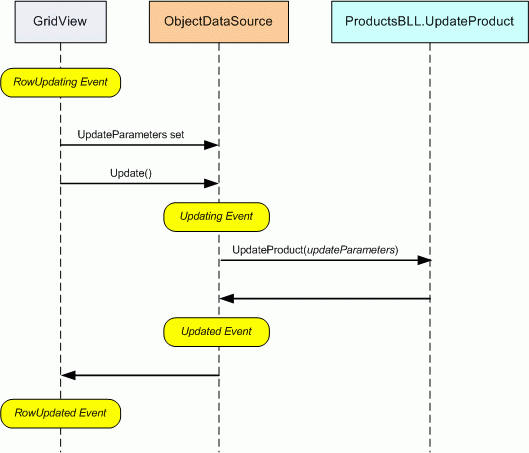 GridView
ObjectDataSource
ProductsBLL.UpdateProduct
RowUpdating Event
UpdateParameters set
Update()
Updating Event
UpdateProduct(updateParameters)
Updated Event
RowUpdated Event